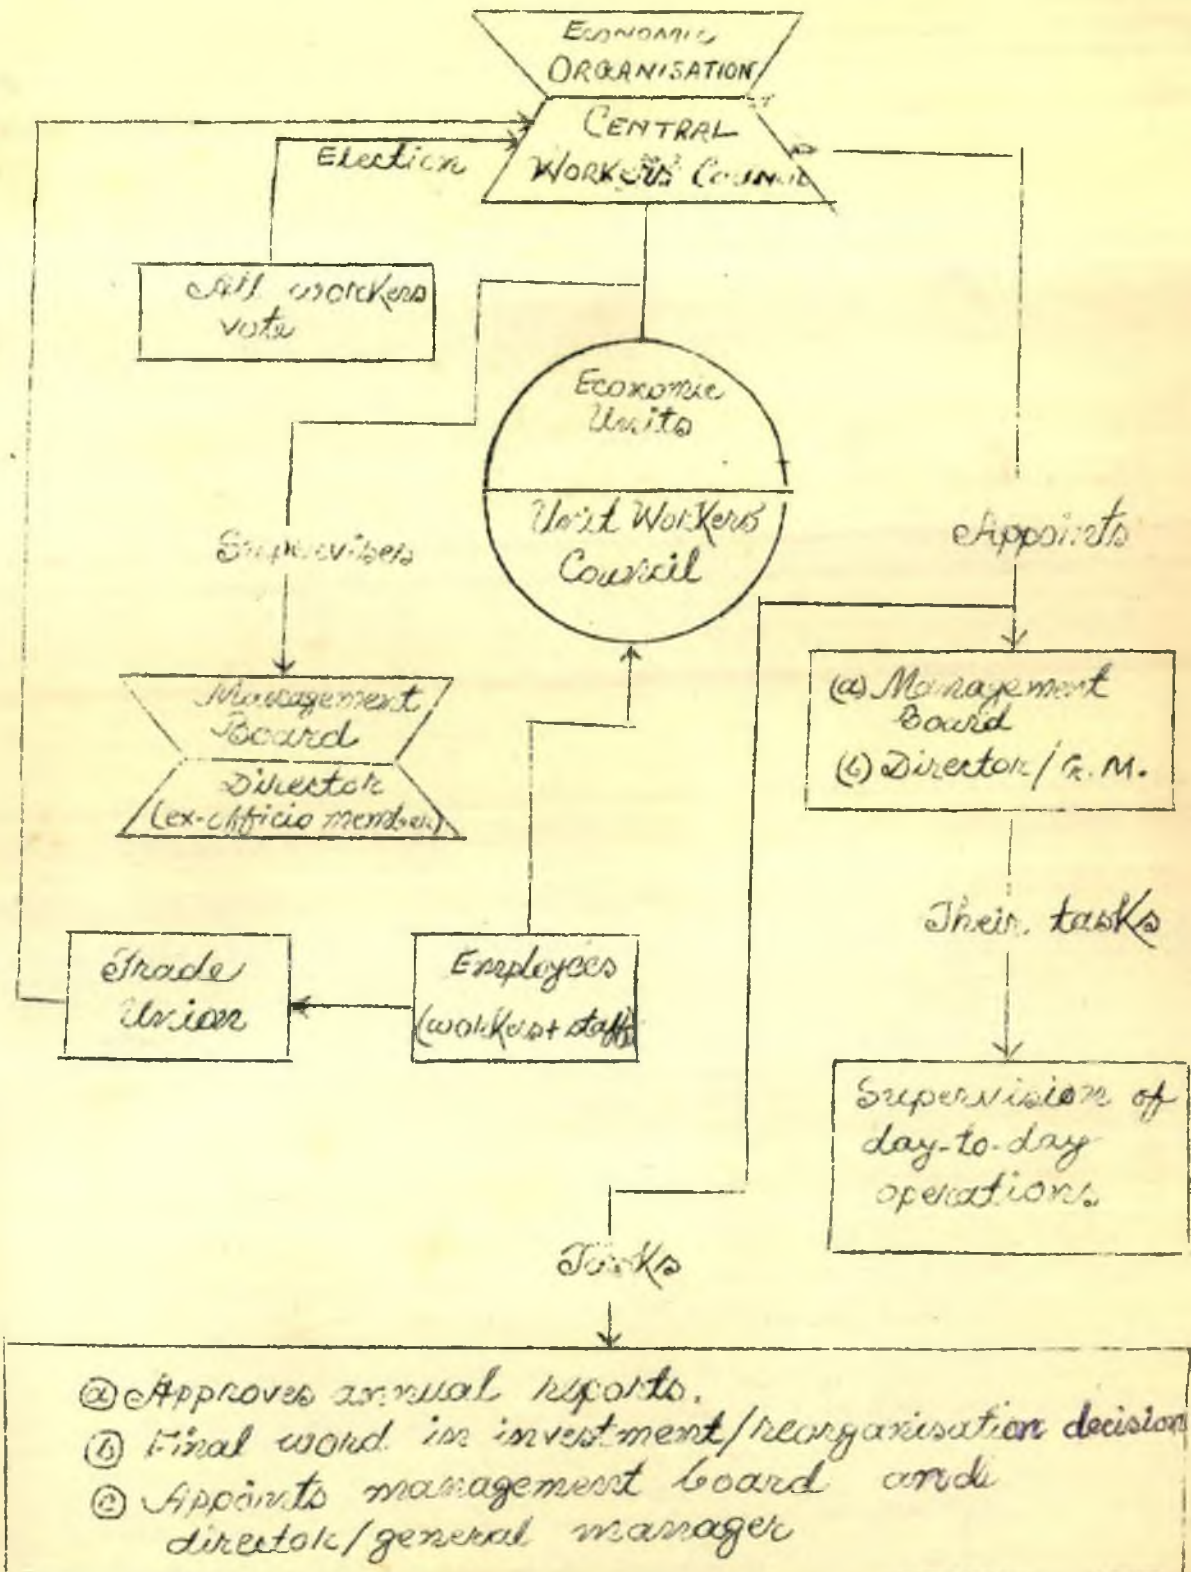 ECONOMIC
ORGANISATION
CENTRAL
WORKERS' COUNCIL
Election
All workers
vote
Economic
Units
Unit Workers
Council
Supervises
Appoints
Management
Board
Director
(ex-officio member)
(a) Management
Board
(b) Director/G.M.
Their tasks
Trade
Union
Employees
(workers+staff)
Supervision of
day-to-day
operations
Tasks
ⓐ Approves annual reports.
ⓑ Final word in investment/reorganisation decision
ⓒ Appoints management board and
director/general manager